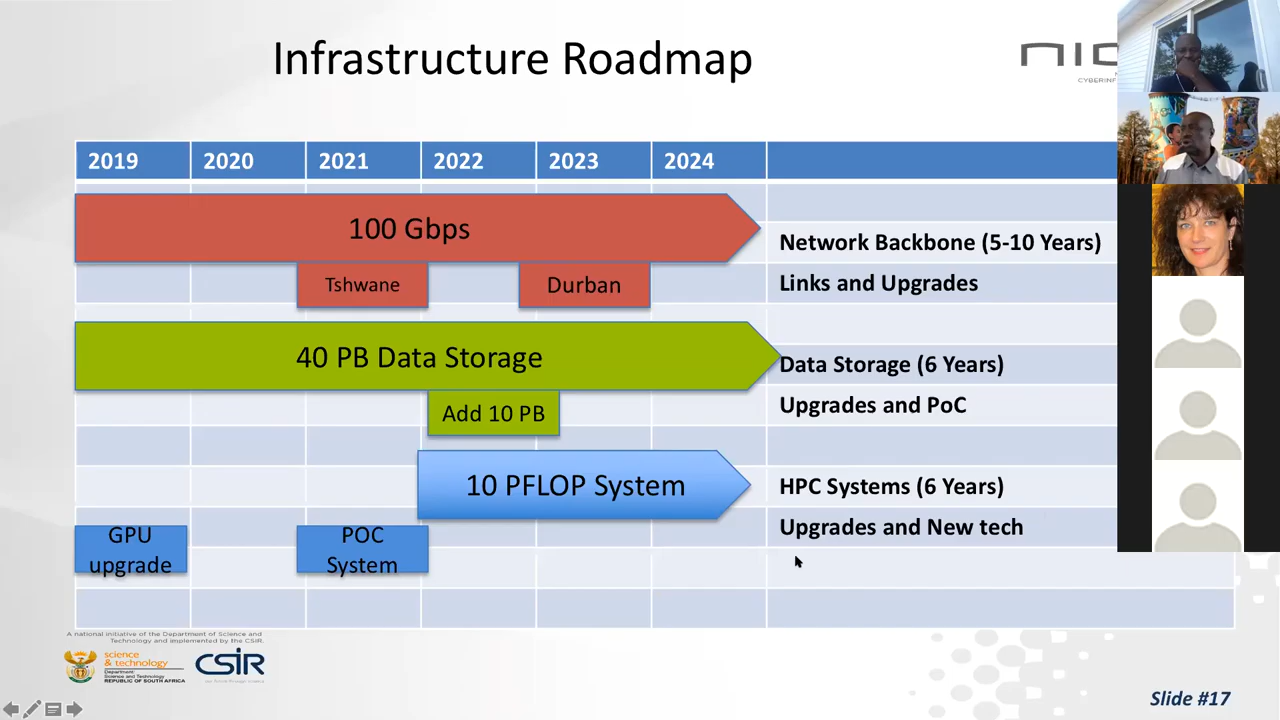 Infrastructure Roadmap
2019 2020 2021 2022 2023 2024
100 Gbps
Network Backbone (5-10 Years)
Tshwane
Durban
Links and Upgrades
40 PB Data Storage
Data Storage (6 Years)
Add 10 PB
Upgrades and PoC
10 PFLOP System
HPC Systems (6 Years)
GPU
upgrade
POC
System
Upgrades and New tech
A national initiative of the Department of Science and
Technology and implemented by the CSIR.
science
& technology
Department:
Science and Technology
REPUBLIC OF SOUTH AFRICA
CSIR
Slide #17